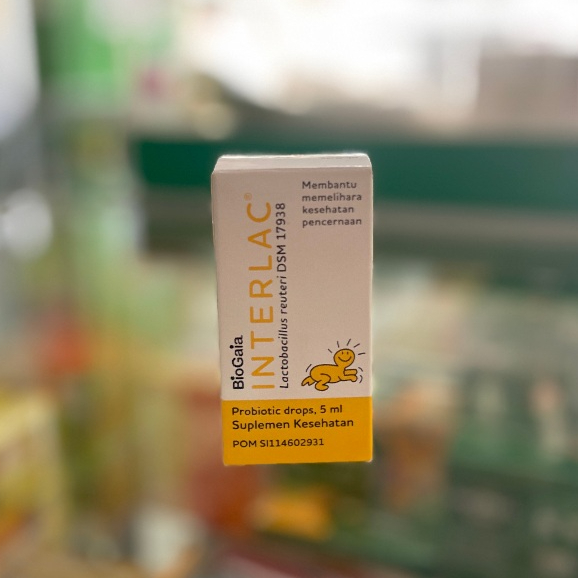 Membantu
memelihara
kesehatan
pencernaan
BioGaia
INTERLAC®
Lactobacillus reuteri DSM 17938
Probiotic drops, 5 ml
Suplemen Kesehatan
POM SI114602931